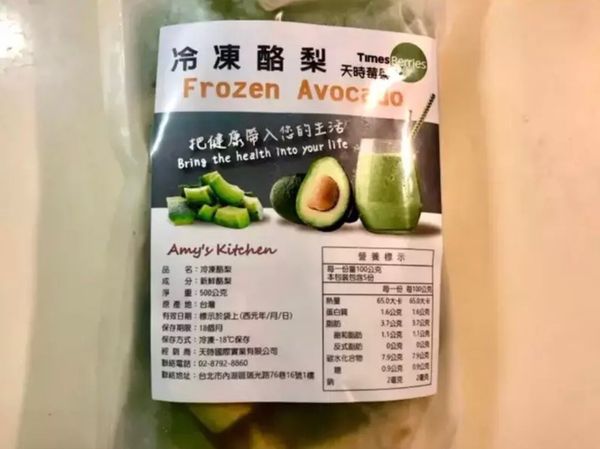 冷凍酪梨
Times Berries
天時莓果
Frozen Avocado
把健康帶入您的生活
Bring the health into your life
Amy's Kitchen
品　名：冷凍酪梨
成　分：新鮮酪梨
淨　重：500公克
原產地：台灣
有效日期：標示於袋上(西元年/月/日)
保存期限：18個月
保存方式：冷凍-18℃保存
經銷商：天時國際實業有限公司
聯絡電話：02-8792-8860
聯絡地址：台北市內湖區瑞光路76巷16號1樓
營養標示
每一份量100公克
本包裝包含5份
每一份 每100公克
熱量 65.0大卡 65.0大卡
蛋白質 1.6公克 1.6公克
脂肪 3.7公克 3.7公克
飽和脂肪 1.1公克 1.1公克
反式脂肪 0公克 0公克
碳水化合物 7.9公克 7.9公克
糖 0.9公克 0.9公克
鈉 2毫克 2毫克